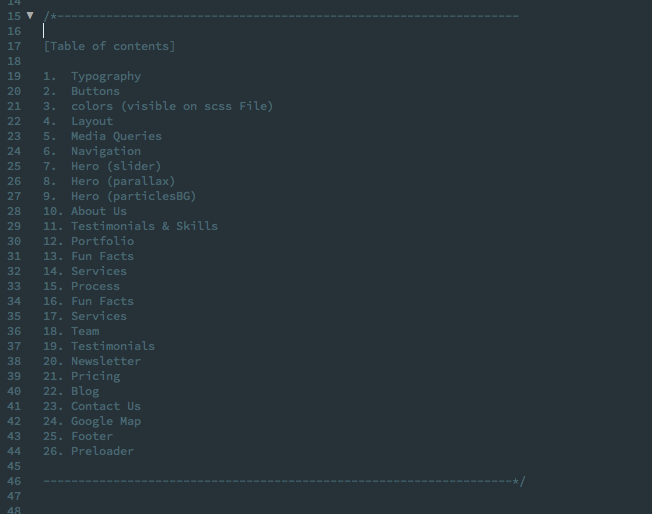 14
15 ▼ /*------------------------------------------------------------------
16
17 [Table of contents]
18
19 1.  Typography
20 2.  Buttons
21 3.  colors (visible on scss File)
22 4.  Layout
23 5.  Media Queries
24 6.  Navigation
25 7.  Hero (slider)
26 8.  Hero (parallax)
27 9.  Hero (particlesBG)
28 10. About Us
29 11. Testimonials & Skills
30 12. Portfolio
31 13. Fun Facts
32 14. Services
33 15. Process
34 16. Fun Facts
35 17. Services
36 18. Team
37 19. Testimonials
38 20. Newsletter
39 21. Pricing
40 22. Blog
41 23. Contact Us
42 24. Google Map
43 25. Footer
44 26. Preloader
45
46 -------------------------------------------------------------------*/
47
48